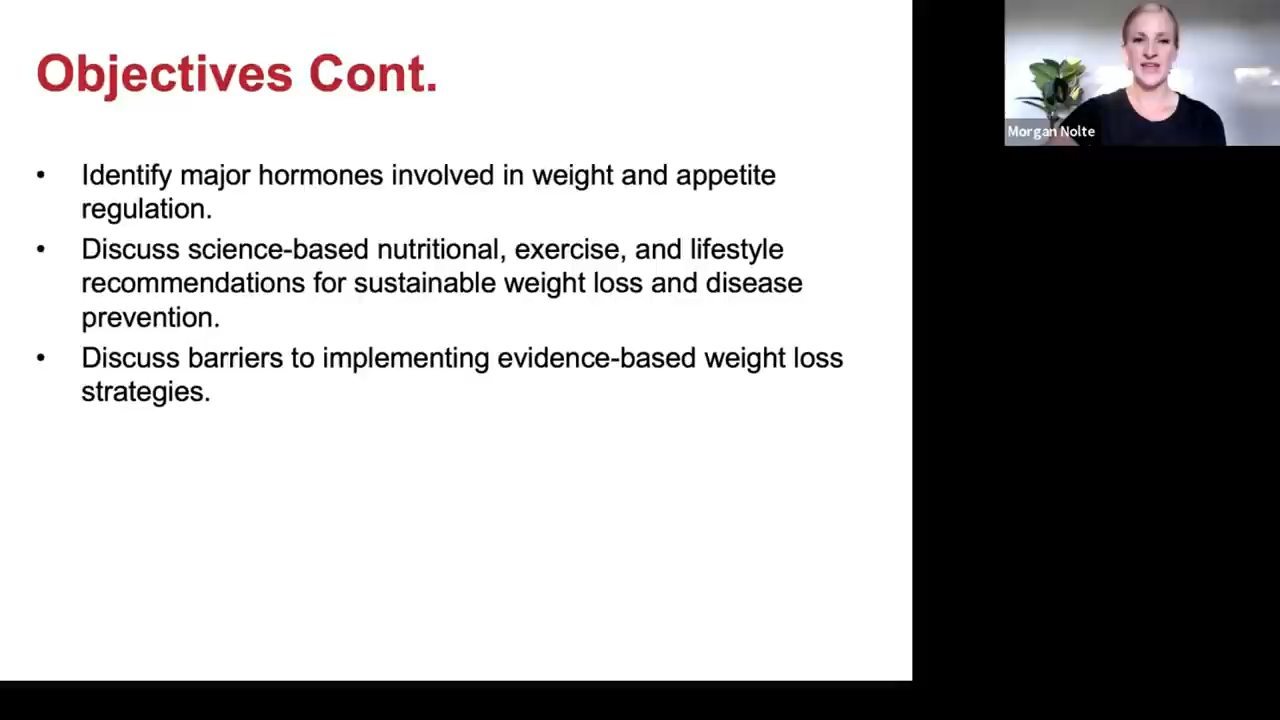 Objectives Cont.
• Identify major hormones involved in weight and appetite
regulation.
• Discuss science-based nutritional, exercise, and lifestyle
recommendations for sustainable weight loss and disease
prevention.
• Discuss barriers to implementing evidence-based weight loss
strategies.
Morgan Nolte